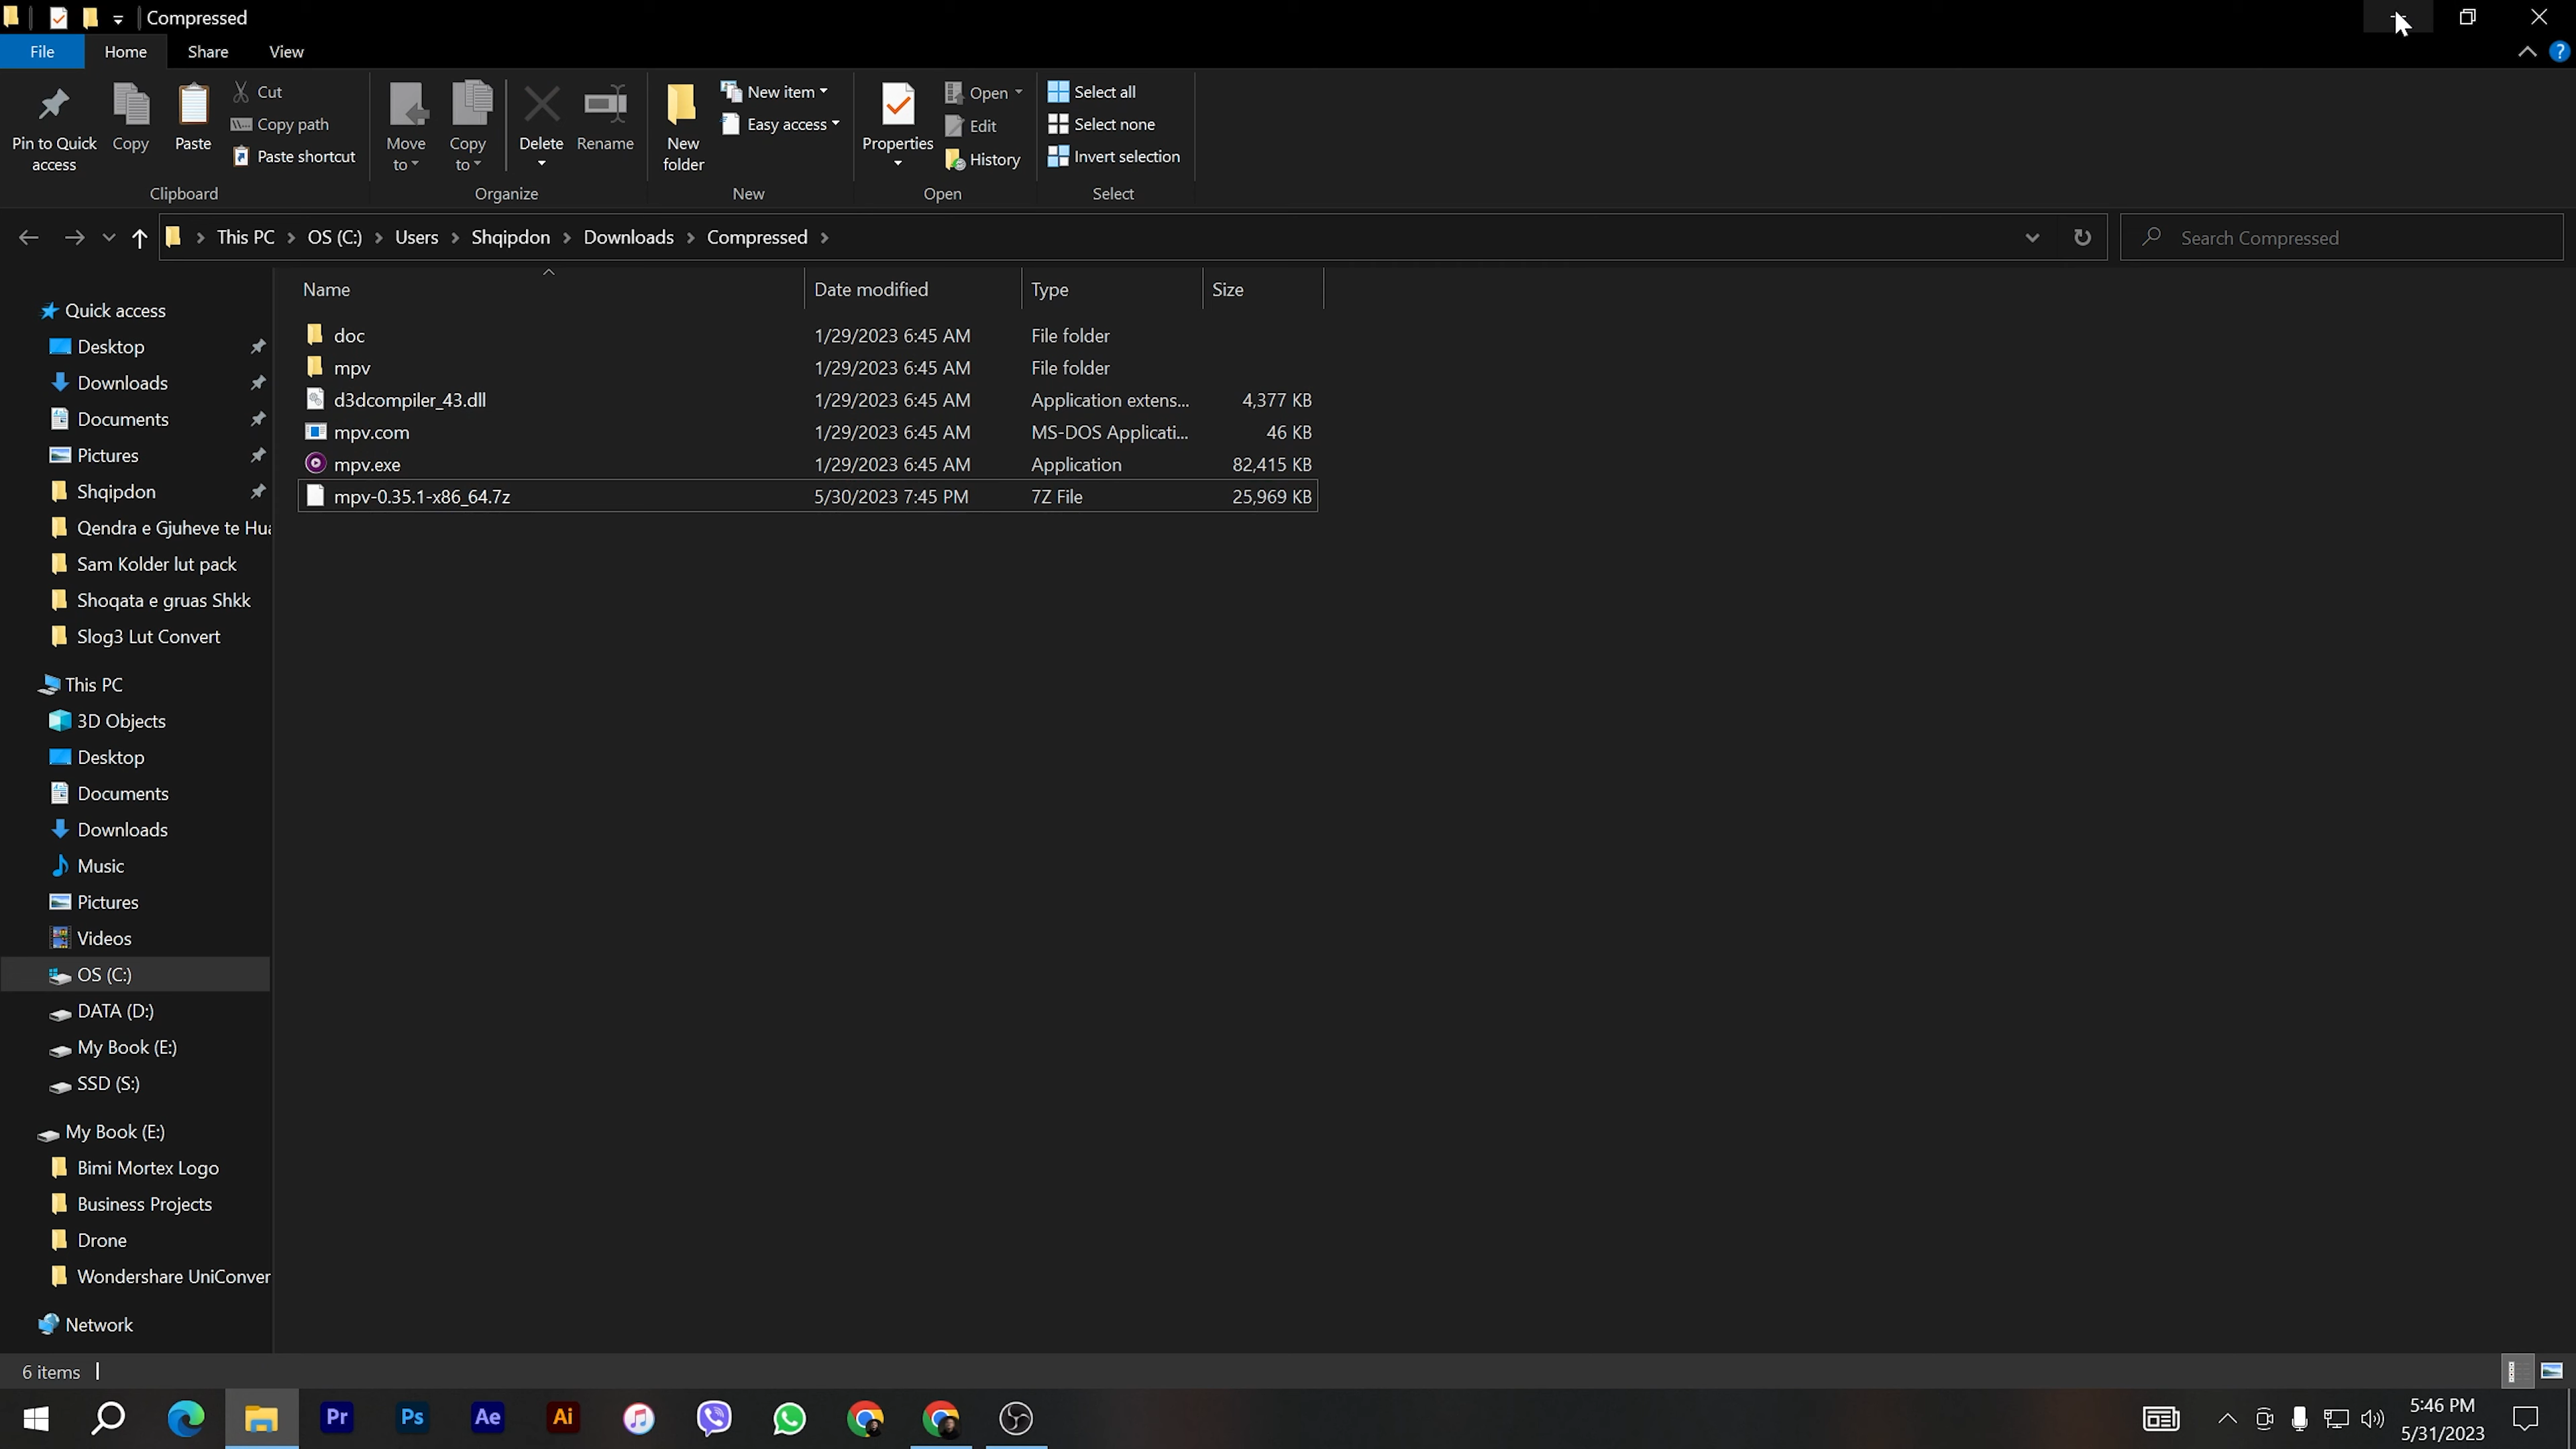 Compressed
File Home Share View
Pin to Quick access
Copy
Paste
Cut
Copy path
Paste shortcut
Clipboard
Move to
Copy to
Delete
Rename
Organize
New folder
New item
Easy access
New
Properties
Open
Edit
History
Open
Select all
Select none
Invert selection
Select
This PC > OS (C:) > Users > Shqipdon > Downloads > Compressed >
Search Compressed
Name Date modified Type Size
doc 1/29/2023 6:45 AM File folder
mpv 1/29/2023 6:45 AM File folder
d3dcompiler_43.dll 1/29/2023 6:45 AM Application extens... 4,377 KB
mpv.com 1/29/2023 6:45 AM MS-DOS Applicati... 46 KB
mpv.exe 1/29/2023 6:45 AM Application 82,415 KB
mpv-0.35.1-x86_64.7z 5/30/2023 7:45 PM 7Z File 25,969 KB
Quick access
Desktop
Downloads
Documents
Pictures
Shqipdon
Qendra e Gjuheve te Hua
Sam Kolder lut pack
Shoqata e gruas Shkk
Slog3 Lut Convert
This PC
3D Objects
Desktop
Documents
Downloads
Music
Pictures
Videos
OS (C:)
DATA (D:)
My Book (E:)
SSD (S:)
My Book (E:)
Bimi Mortex Logo
Business Projects
Drone
Wondershare UniConver
Network
6 items
Pr Ps Ae Ai
5:46 PM
5/31/2023